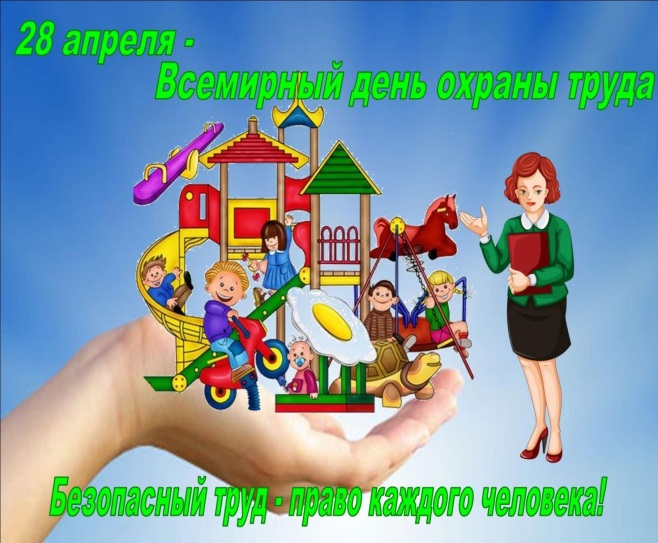 28 апреля -
Всемирный день охраны труда
Безопасный труд - право каждого человека!